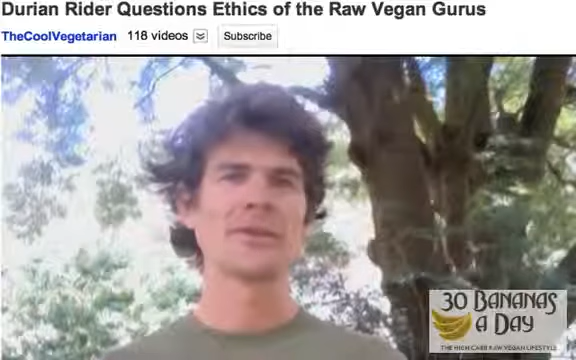 Durian Rider Questions Ethics of the Raw Vegan Gurus
TheCoolVegetarian 118 videos Subscribe
30 BANANAS
A DAY
THE HIGH CARB RAW VEGAN LIFESTYLE